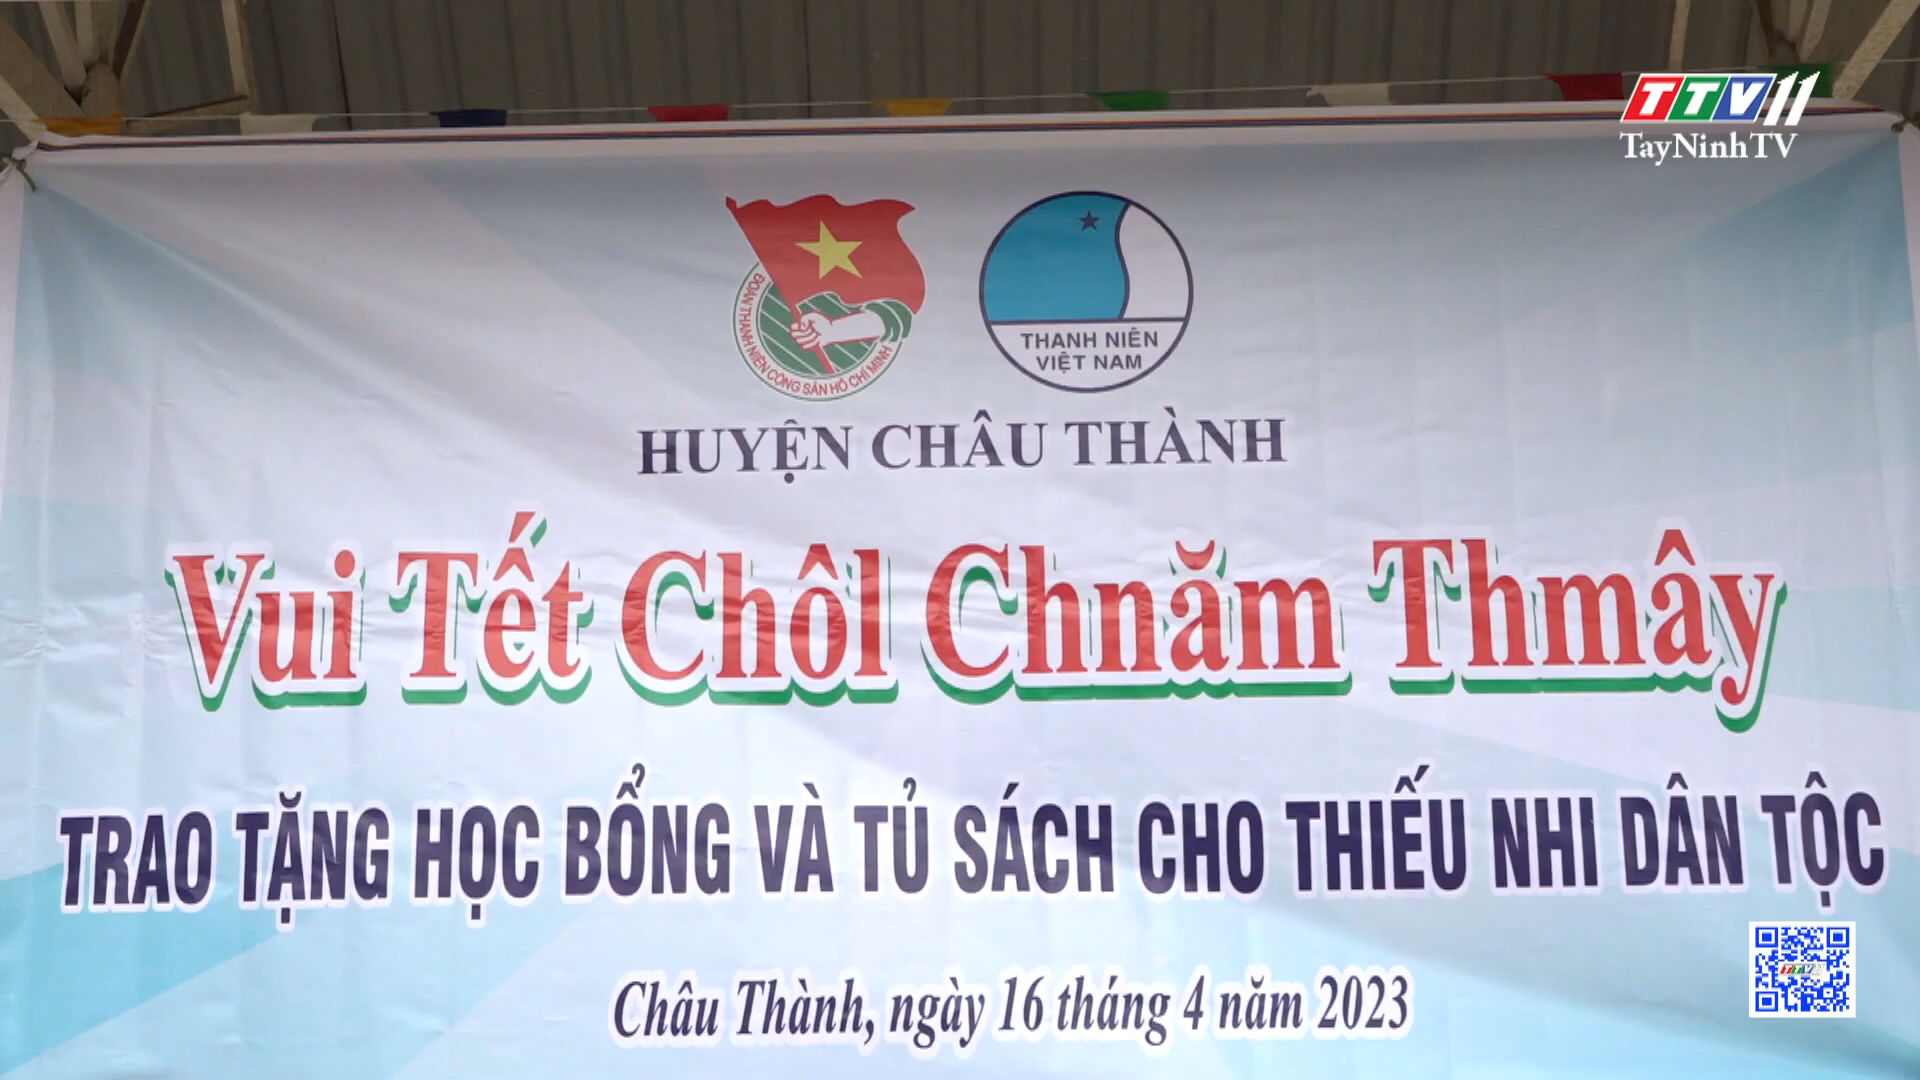 TTV11
TayNinhTV
ĐOÀN THANH NIÊN CỘNG SẢN HỒ CHÍ MINH
THANH NIÊN
VIỆT NAM
HUYỆN CHÂU THÀNH
Vui Tết Chôl Chnăm Thmây
TRAO TẶNG HỌC BỔNG VÀ TỦ SÁCH CHO THIẾU NHI DÂN TỘC
TTV11
Châu Thành, ngày 16 tháng 4 năm 2023